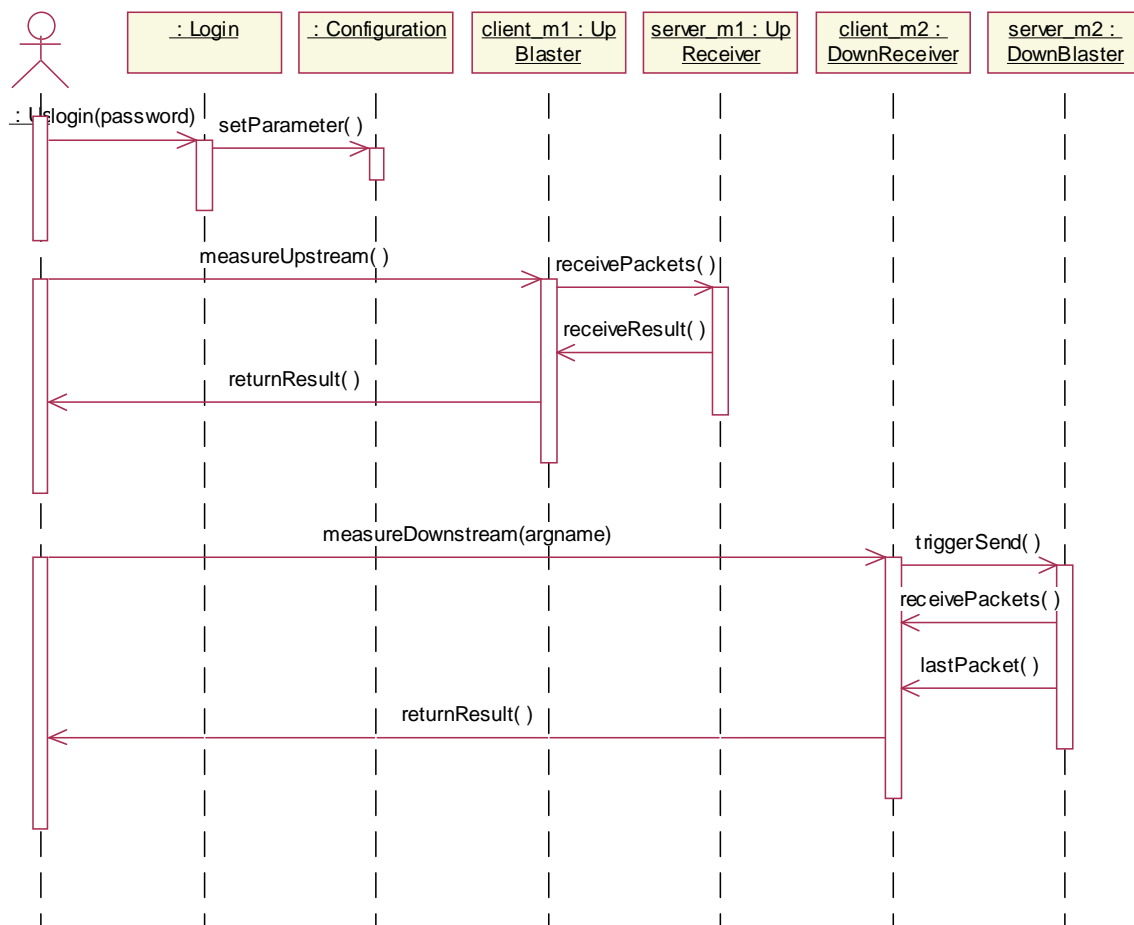 : Login
: Configuration
client_m1 : Up
Blaster
server_m1 : Up
Receiver
client_m2 :
DownReceiver
server_m2 :
DownBlaster
: Us
login(password)
setParameter( )
measureUpstream( )
receivePackets( )
receiveResult( )
returnResult( )
measureDownstream(argname)
triggerSend( )
receivePackets( )
lastPacket( )
returnResult( )